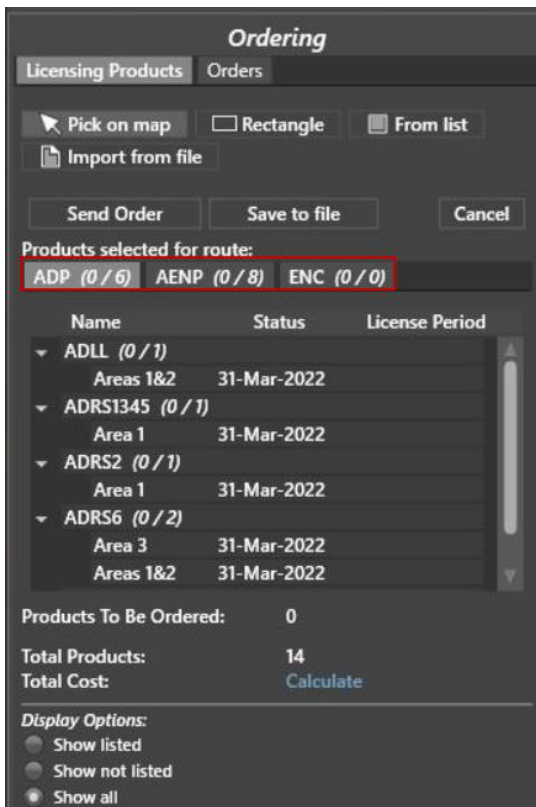 Ordering
Licensing Products Orders
Pick on map Rectangle From list
Import from file
Send Order Save to file Cancel
Products selected for route:
ADP (0 / 6) AENP (0 / 8) ENC (0 / 0)
Name Status License Period
ADLL (0 / 1)
Areas 1&2 31-Mar-2022
ADRS1345 (0 / 1)
Area 1 31-Mar-2022
ADRS2 (0 / 1)
Area 1 31-Mar-2022
ADRS6 (0 / 2)
Area 3 31-Mar-2022
Areas 1&2 31-Mar-2022
Products To Be Ordered: 0
Total Products: 14
Total Cost: Calculate
Display Options:
Show listed
Show not listed
Show all